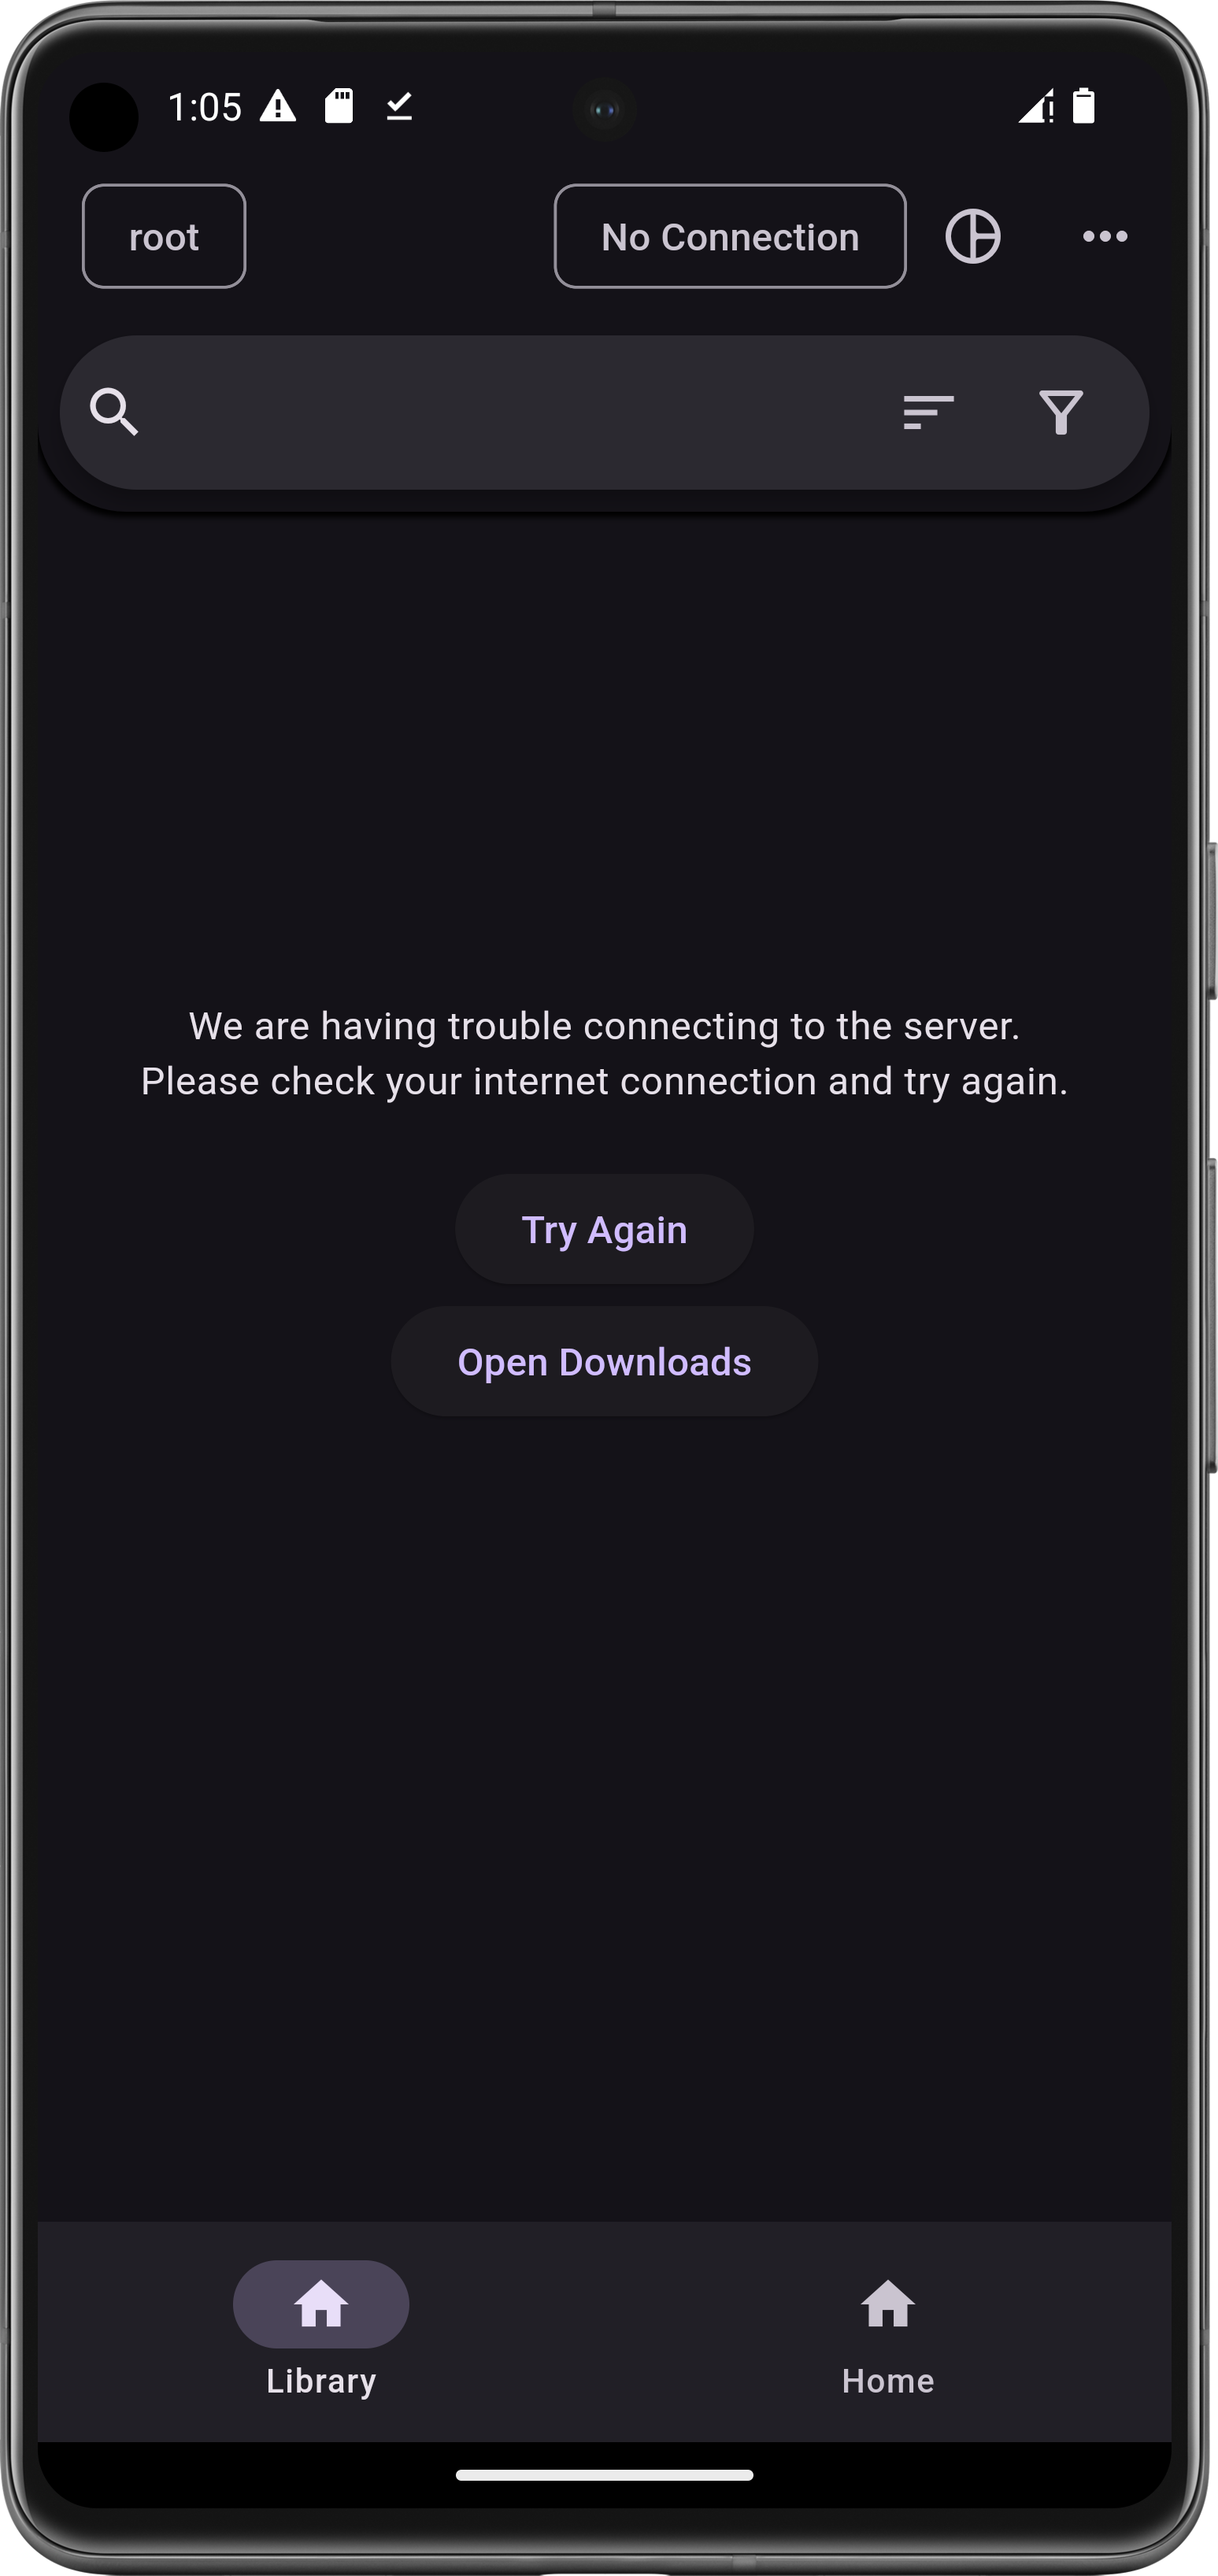 1:05
root
No Connection
We are having trouble connecting to the server.
Please check your internet connection and try again.
Try Again
Open Downloads
Library
Home